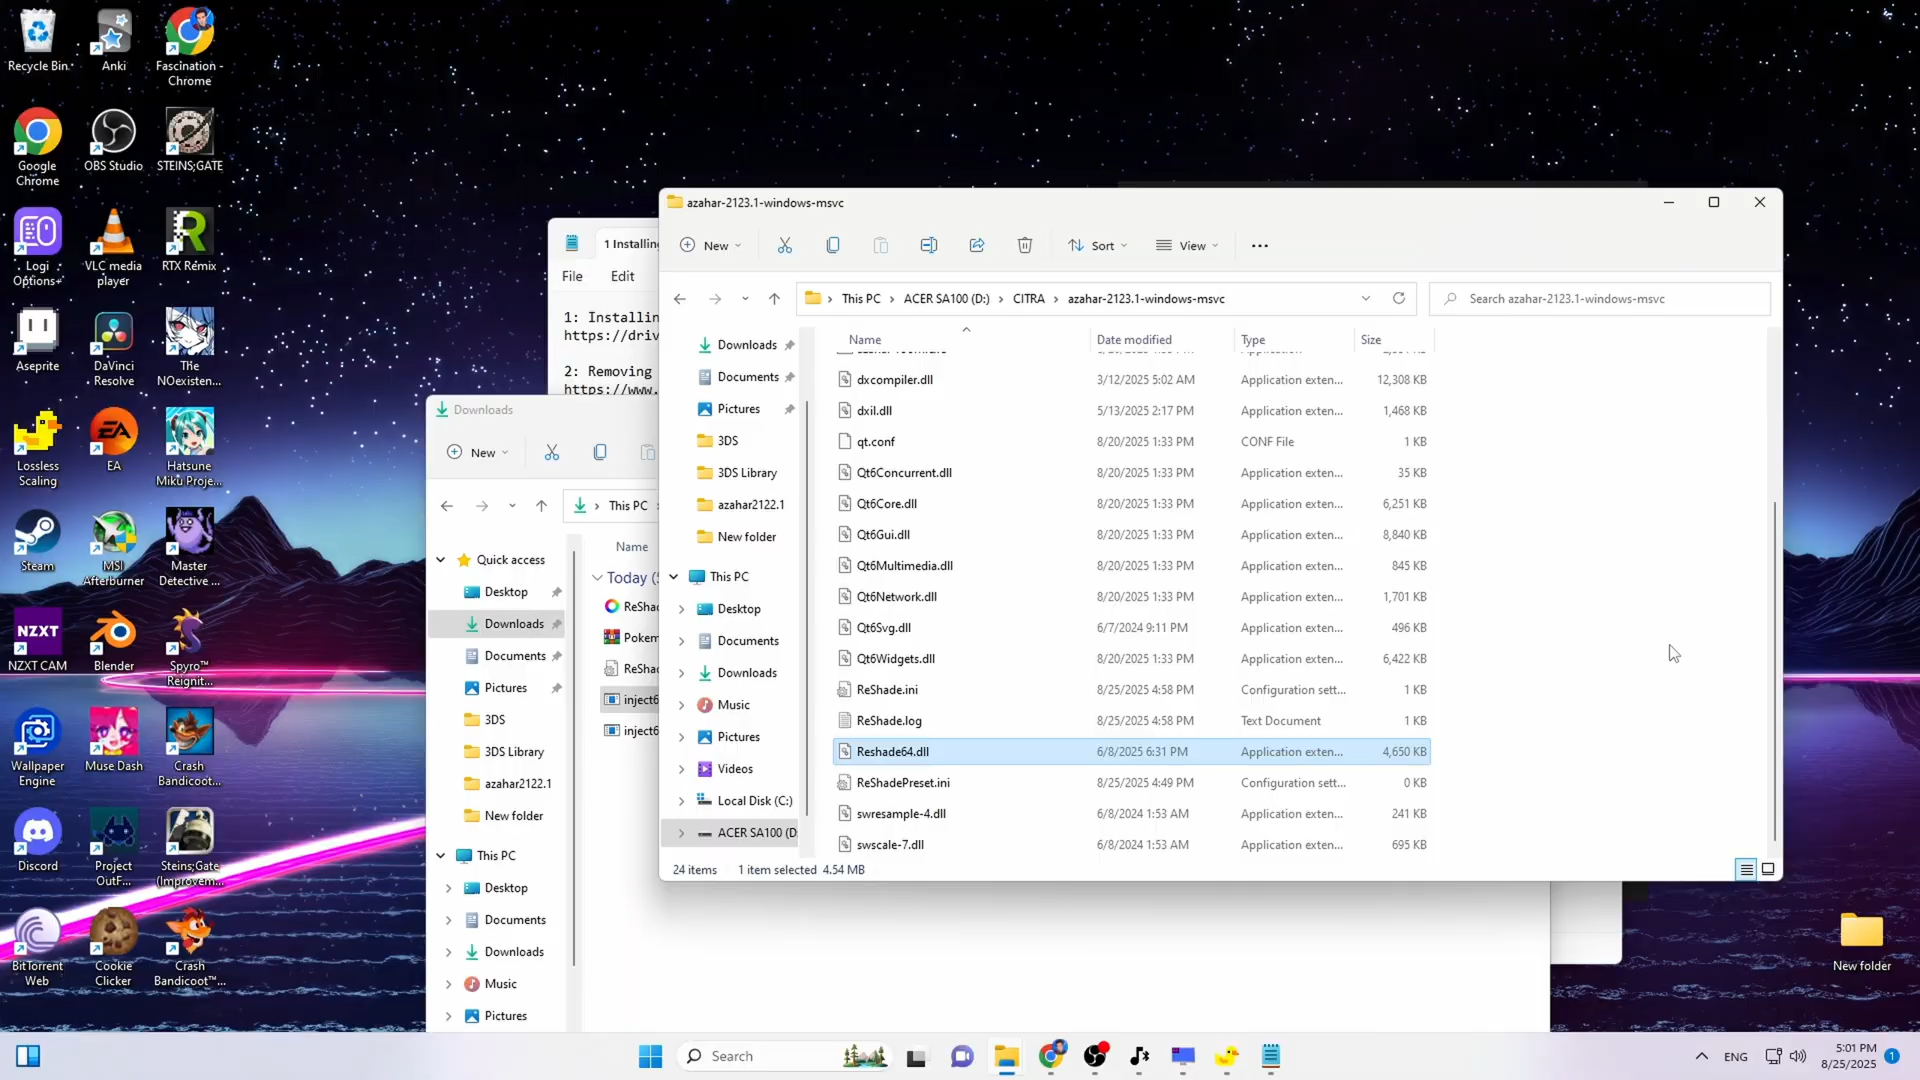 Recycle Bin
Anki
Fascination -
Chrome
Google
Chrome
OBS Studio
STEINS;GATE
Logi
Options+
VLC media
player
RTX Remix
Aseprite
DaVinci
Resolve
The
NOexisten...
Lossless
Scaling
EA
Hatsune
Miku Proje...
Steam
MSI
Afterburner
Master
Detective ...
NZXT
NZXT CAM
Blender
Spyro™
Reignit...
Wallpaper
Engine
Muse Dash
Crash
Bandicoot...
Discord
Project
OutF...
Steins;Gate
(Improvem...
BitTorrent
Web
Cookie
Clicker
Crash
Bandicoot™...
New folder
1 Installing
File
Edit
1: Installin
https://driv
2: Removing
https://www.
Downloads
New
This PC
Name
Quick access
Desktop
Downloads
Documents
Pictures
3DS
3DS Library
azahar2122.1
New folder
This PC
Desktop
Documents
Downloads
Music
Pictures
Today (5
ReSha
Pokem
ReSha
inject6
inject6
azahar-2123.1-windows-msvc
New
Sort
View
This PC
ACER SA100 (D:)
CITRA
azahar-2123.1-windows-msvc
Search azahar-2123.1-windows-msvc
Downloads
Documents
Pictures
3DS
3DS Library
azahar2122.1
New folder
This PC
Desktop
Documents
Downloads
Music
Pictures
Videos
Local Disk (C:)
ACER SA100 (D
Name Date modified Type Size
dxcompiler.dll 3/12/2025 5:02 AM Application exten... 12,308 KB
dxil.dll 5/13/2025 2:17 PM Application exten... 1,468 KB
qt.conf 8/20/2025 1:33 PM CONF File 1 KB
Qt6Concurrent.dll 8/20/2025 1:33 PM Application exten... 35 KB
Qt6Core.dll 8/20/2025 1:33 PM Application exten... 6,251 KB
Qt6Gui.dll 8/20/2025 1:33 PM Application exten... 8,840 KB
Qt6Multimedia.dll 8/20/2025 1:33 PM Application exten... 845 KB
Qt6Network.dll 8/20/2025 1:33 PM Application exten... 1,701 KB
Qt6Svg.dll 6/7/2024 9:11 PM Application exten... 496 KB
Qt6Widgets.dll 8/20/2025 1:33 PM Application exten... 6,422 KB
ReShade.ini 8/25/2025 4:58 PM Configuration sett... 1 KB
ReShade.log 8/25/2025 4:58 PM Text Document 1 KB
Reshade64.dll 6/8/2025 6:31 PM Application exten... 4,650 KB
ReShadePreset.ini 8/25/2025 4:49 PM Configuration sett... 0 KB
swresample-4.dll 6/8/2024 1:53 AM Application exten... 241 KB
swscale-7.dll 6/8/2024 1:53 AM Application exten... 695 KB
24 items 1 item selected 4.54 MB
Search
ENG
5:01 PM
8/25/2025
1